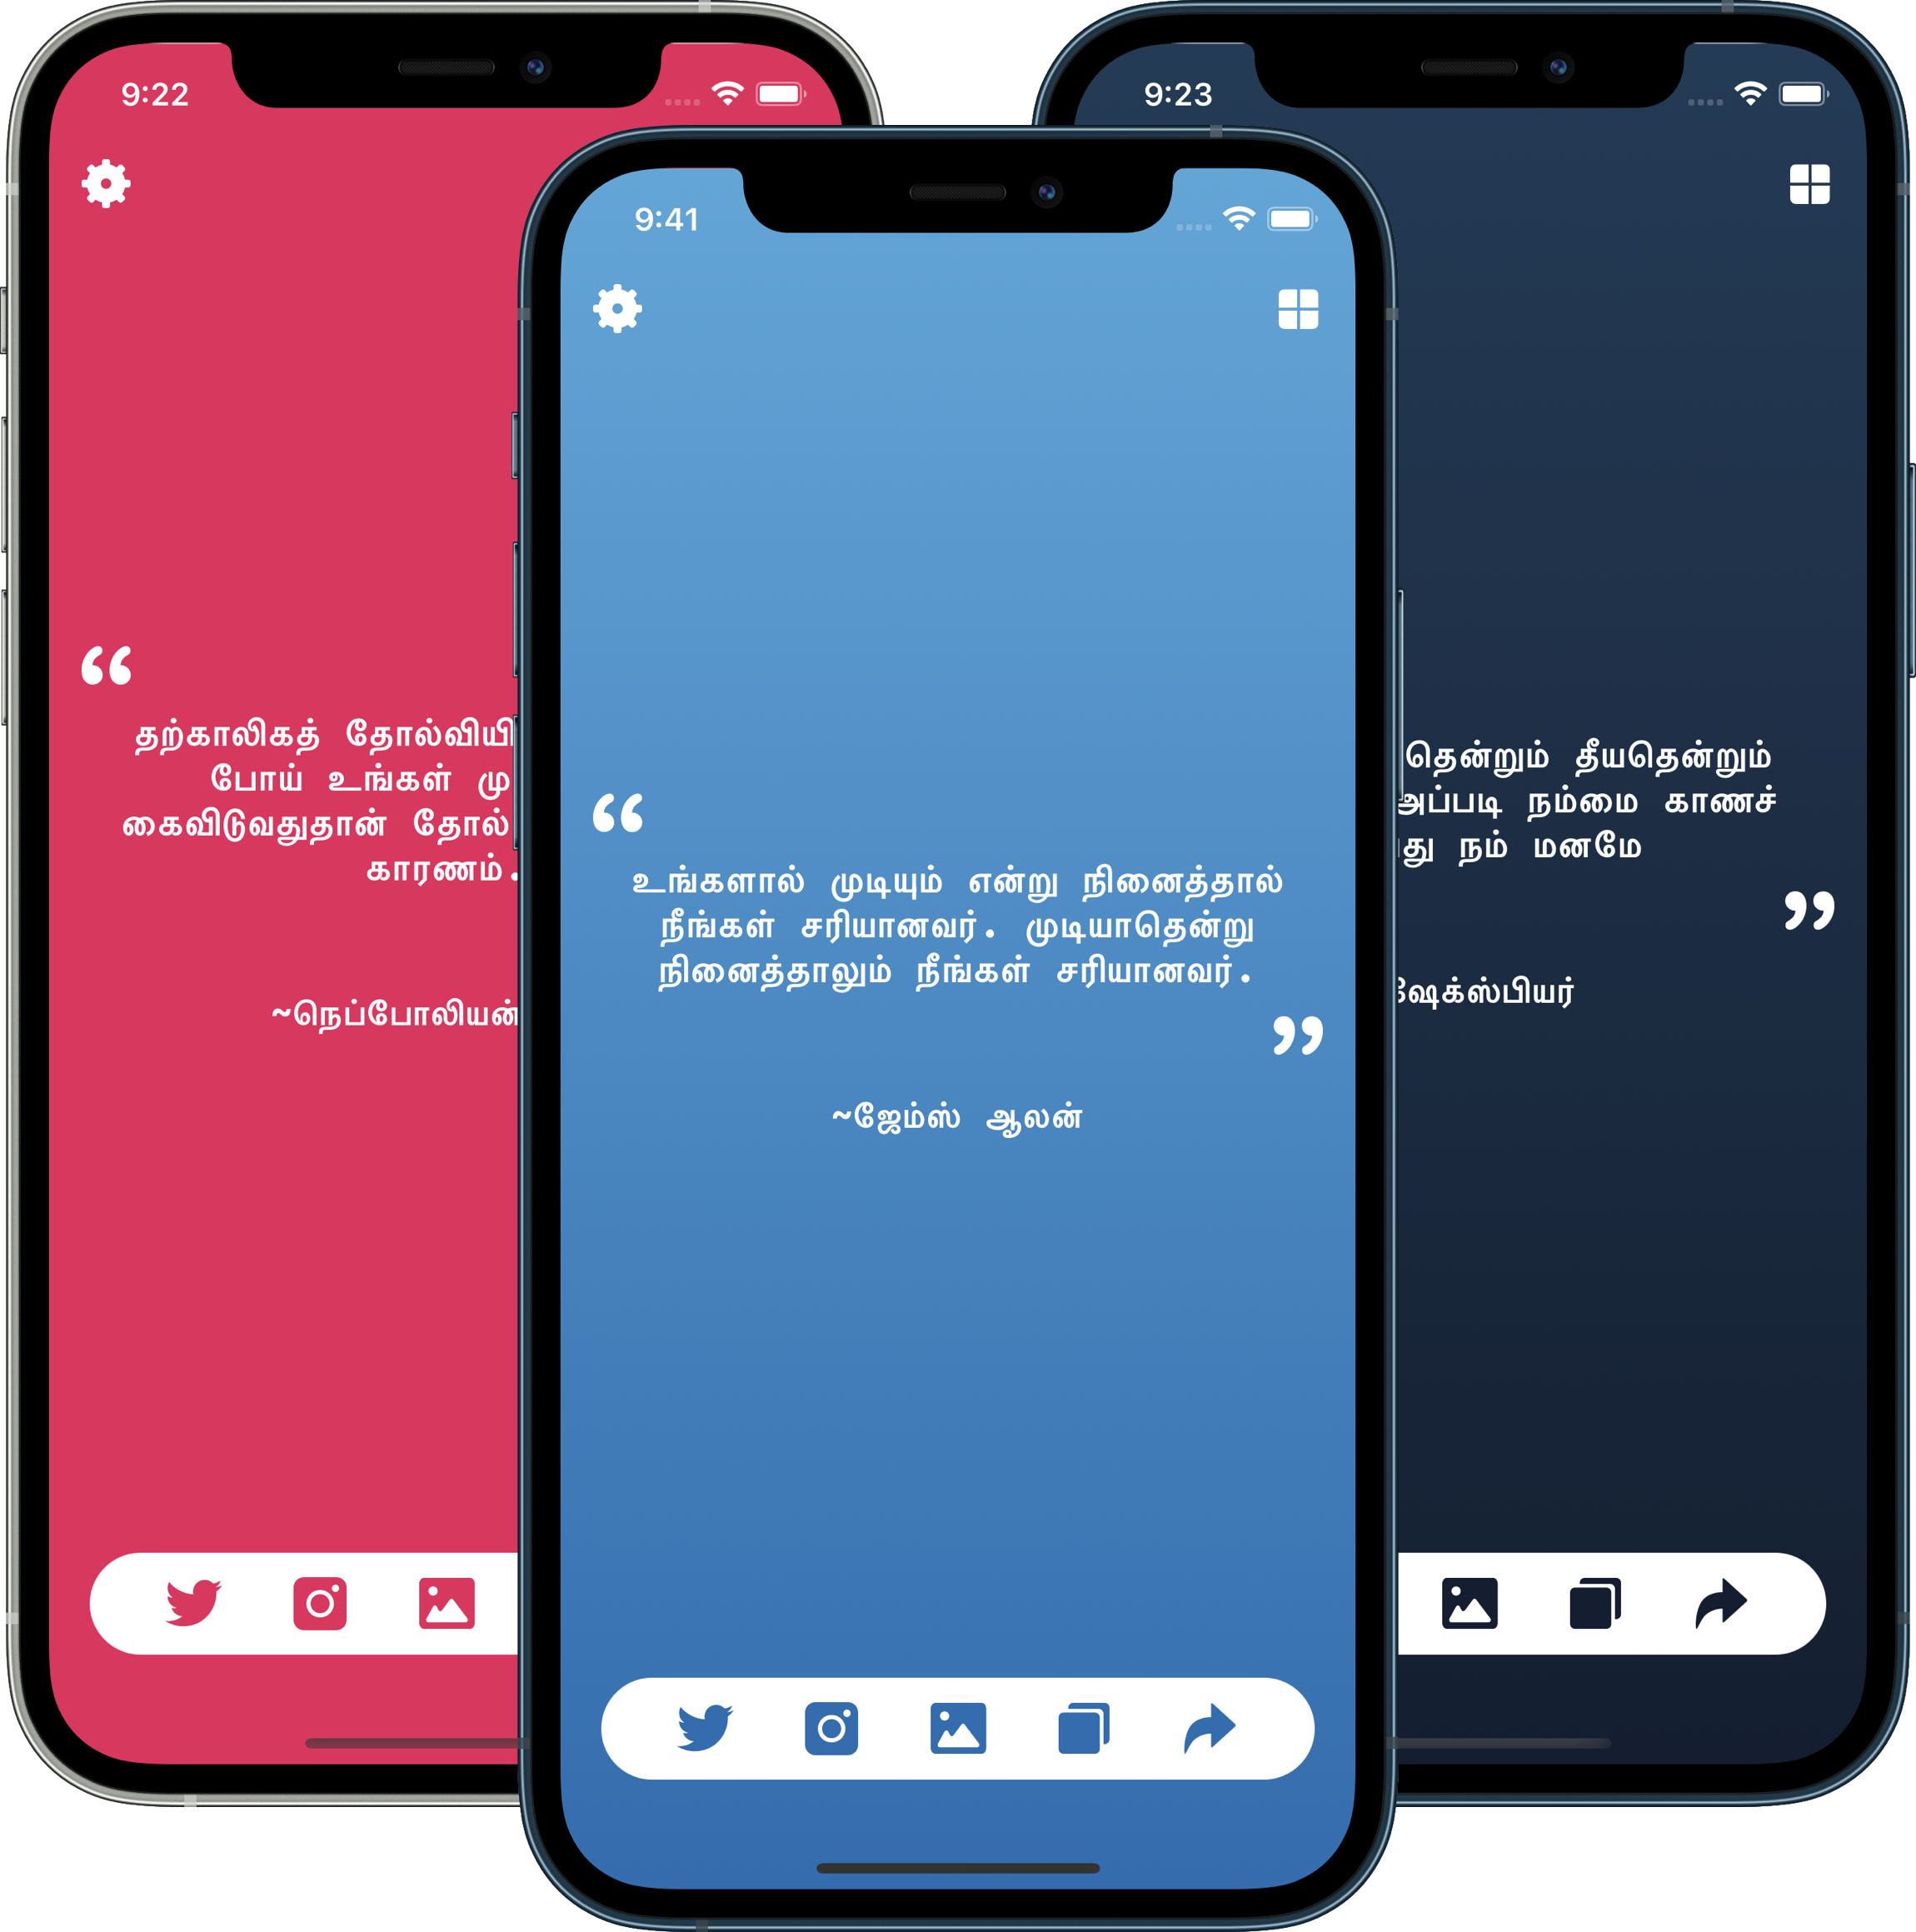 9:22
“
தற்காலிகத்
போய் உங்கள்
கைவிடுவதுதான்
காரணம்.
~நெப்போலியன்
9:41
“
உங்களால் முடியும் என்று நினைத்தால்
நீங்கள் சரியானவர். முடியாதென்று
நினைத்தாலும் நீங்கள் சரியானவர்.
”
~ஜேம்ஸ் ஆலன்
9:23
தீயதென்றும்
அப்படி நம்மை காணச்
நம் மனமே
”